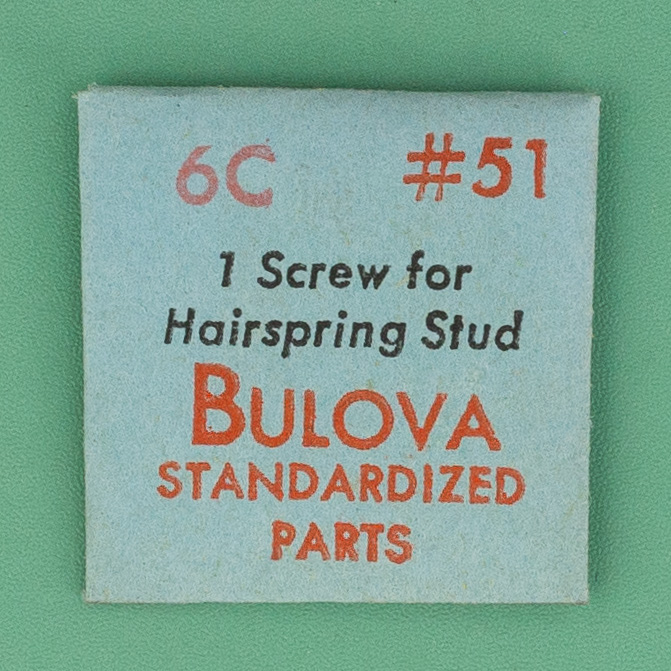 6C #51
1 Screw for
Hairspring Stud
BULOVA
STANDARDIZED
PARTS